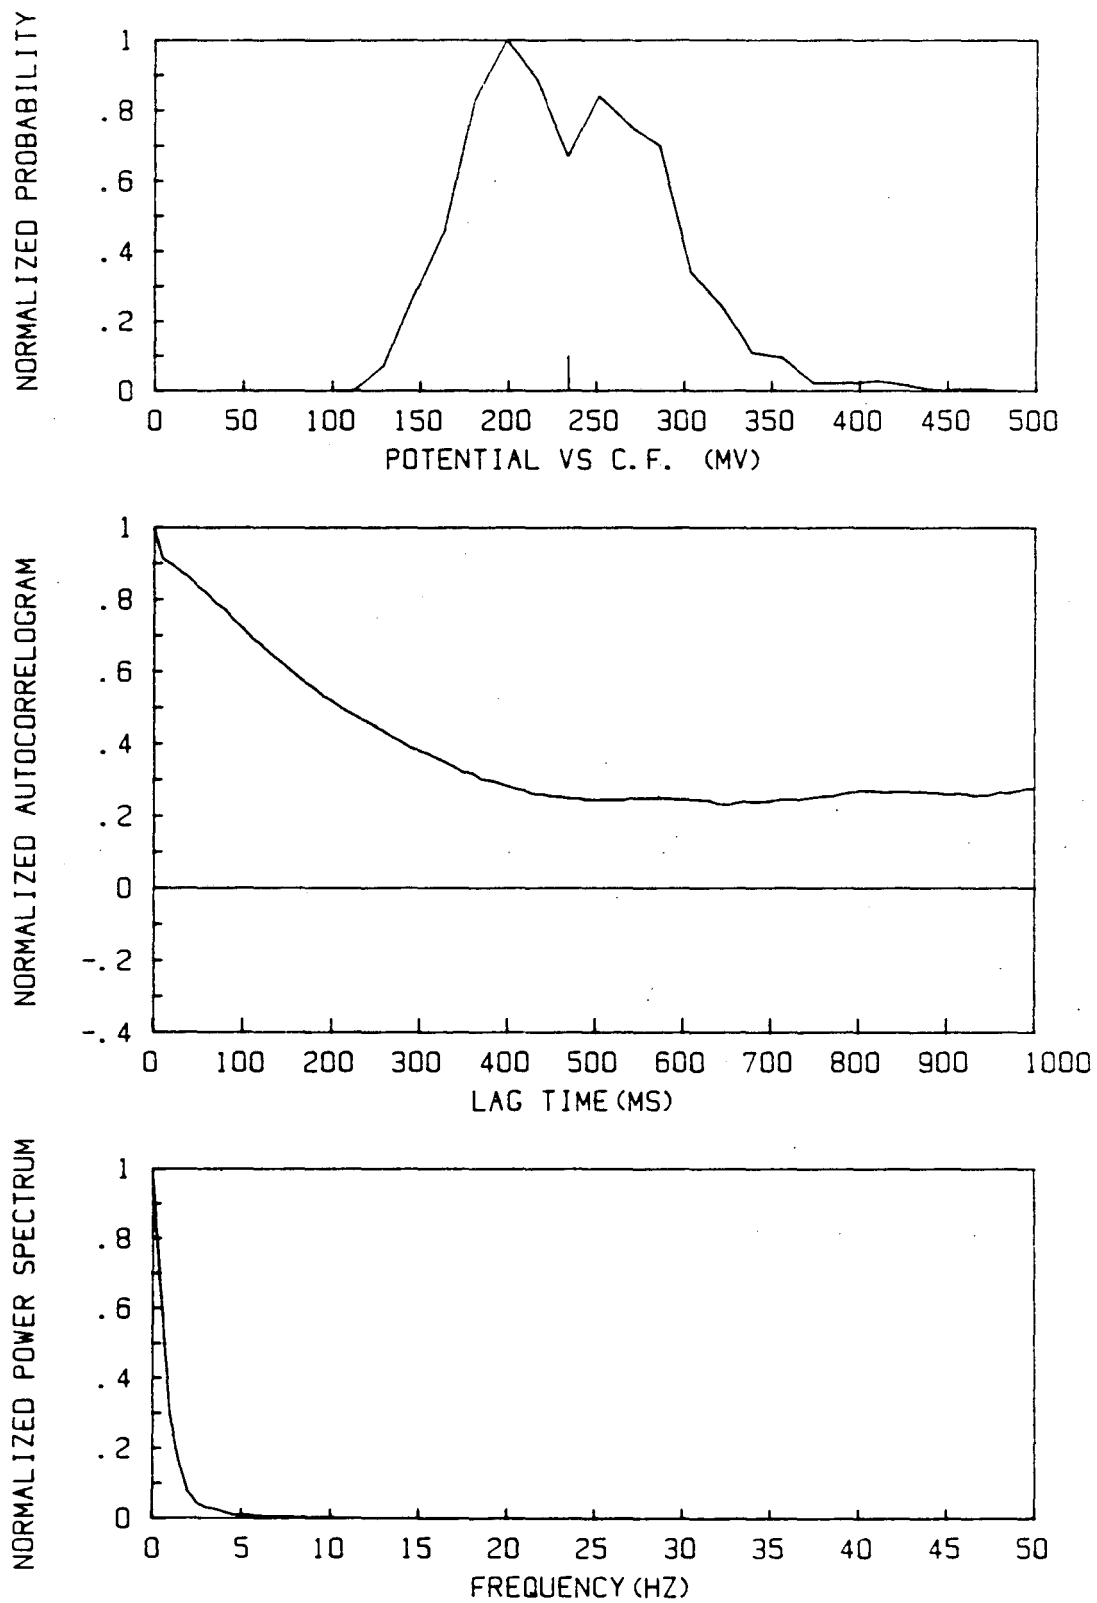 NORMALIZED PROBABILITY
1
.8
.6
.4
.2
0
0 50 100 150 200 250 300 350 400 450 500
POTENTIAL VS C.F. (MV)
NORMALIZED AUTOCORRELOGRAM
1
.8
.6
.4
.2
0
-.2
-.4
0 100 200 300 400 500 600 700 800 900 1000
LAG TIME(MS)
NORMALIZED POWER SPECTRUM
1
.8
.6
.4
.2
0
0 5 10 15 20 25 30 35 40 45 50
FREQUENCY(HZ)